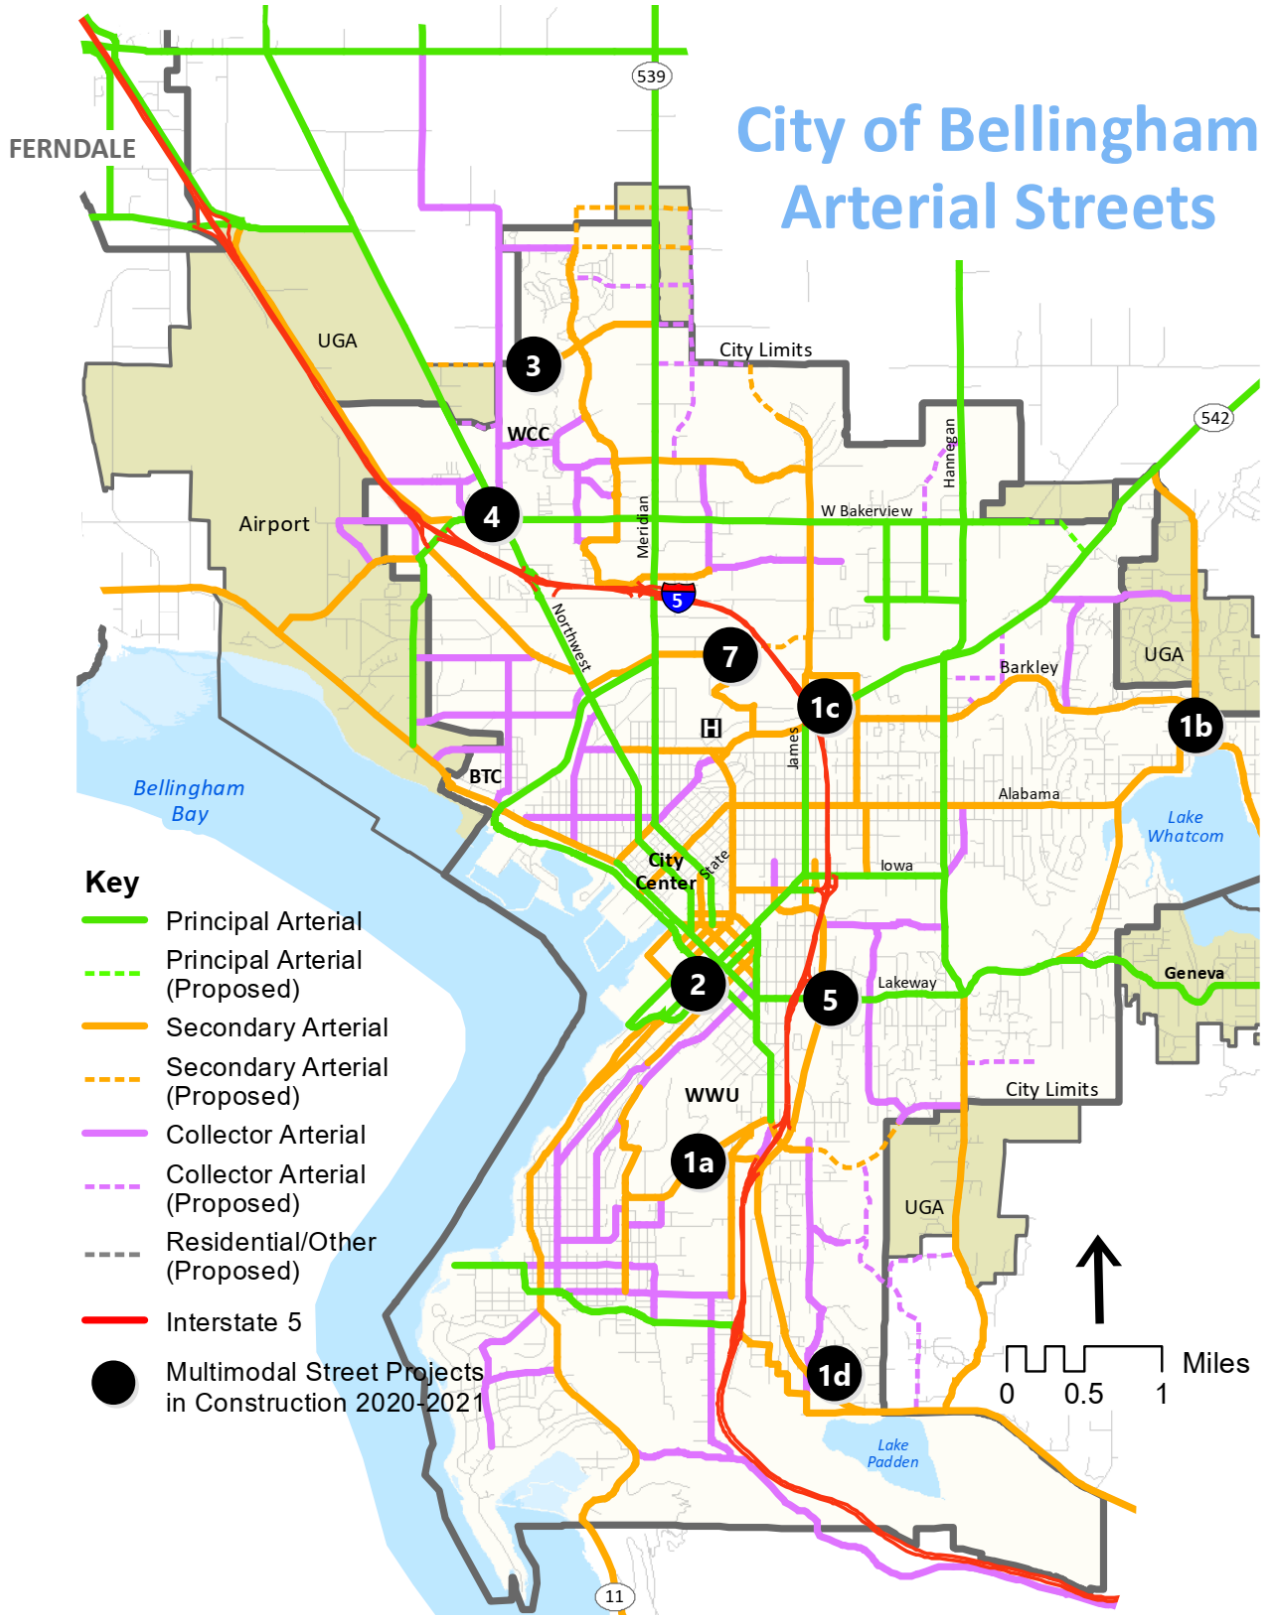 539
City of Bellingham
Arterial Streets
FERNDALE
UGA
City Limits
3
WCC
Hannegan
542
4
Airport
Meridian
W Bakerview
5
Northwest
7
UGA
Barkley
1c
1b
H
James
BTC
Bellingham
Bay
Alabama
Lake
Whatcom
City
Center
State
Iowa
Key
Principal Arterial
Principal Arterial
(Proposed)
Secondary Arterial
Secondary Arterial
(Proposed)
Collector Arterial
Collector Arterial
(Proposed)
Residential/Other
(Proposed)
Interstate 5
Multimodal Street Projects
in Construction 2020-2021
2
5
Lakeway
Geneva
WWU
City Limits
1a
UGA
Miles
0 0.5 1
1d
Lake
Padden
11